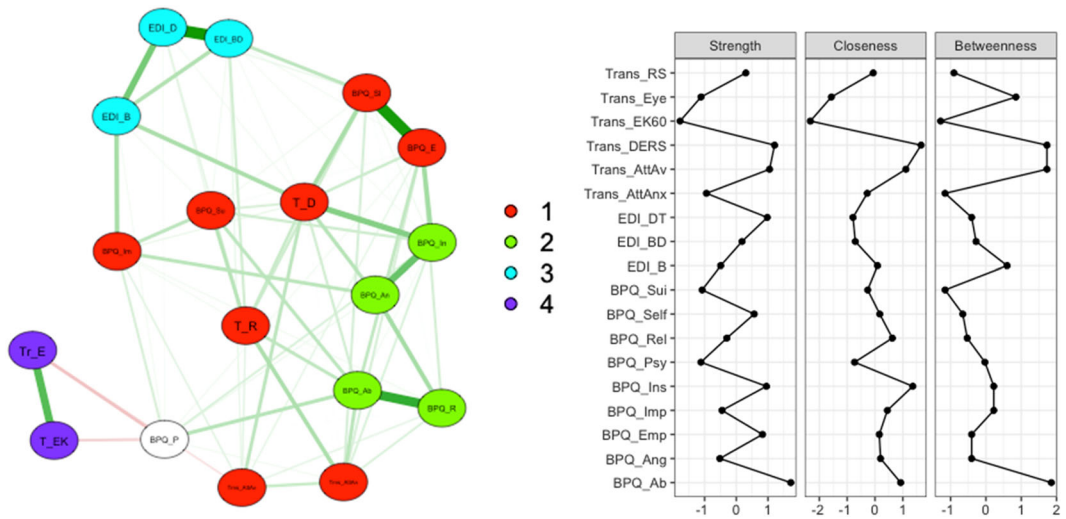 EDI_D
EDI_BD
BPQ_Sl
EDI_B
BPQ_E
T_D
BPQ_Su
BPQ_In
BPQ_Im
BPQ_An
T_R
Tr_E
BPQ_Ab
BPQ_R
T_EK
BPQ_P
1
2
3
4
Strength Closeness Betweenness
Trans_RS
Trans_Eye
Trans_EK60
Trans_DERS
Trans_AttAv
Trans_AttAnx
EDI_DT
EDI_BD
EDI_B
BPQ_Sui
BPQ_Self
BPQ_Rel
BPQ_Psy
BPQ_Ins
BPQ_Imp
BPQ_Emp
BPQ_Ang
BPQ_Ab
-1 0 1 -2 -1 0 1 -1 0 1 2